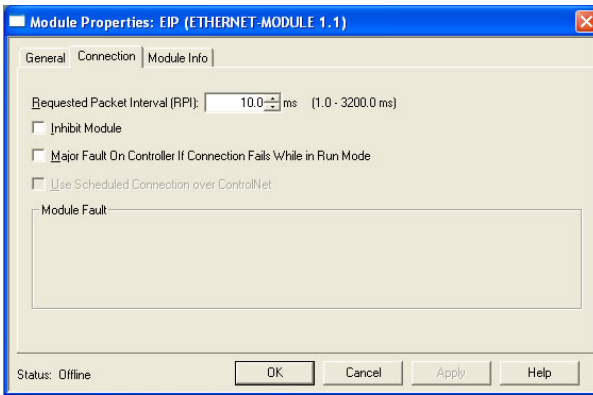 Module Properties: EIP (ETHERNET-MODULE 1.1)
General Connection Module Info
Requested Packet Interval (RPI): 10.0 ms (1.0 - 3200.0 ms)
Inhibit Module
Major Fault On Controller If Connection Fails While in Run Mode
Use Scheduled Connection over ControlNet
Module Fault
Status: Offline OK Cancel Apply Help